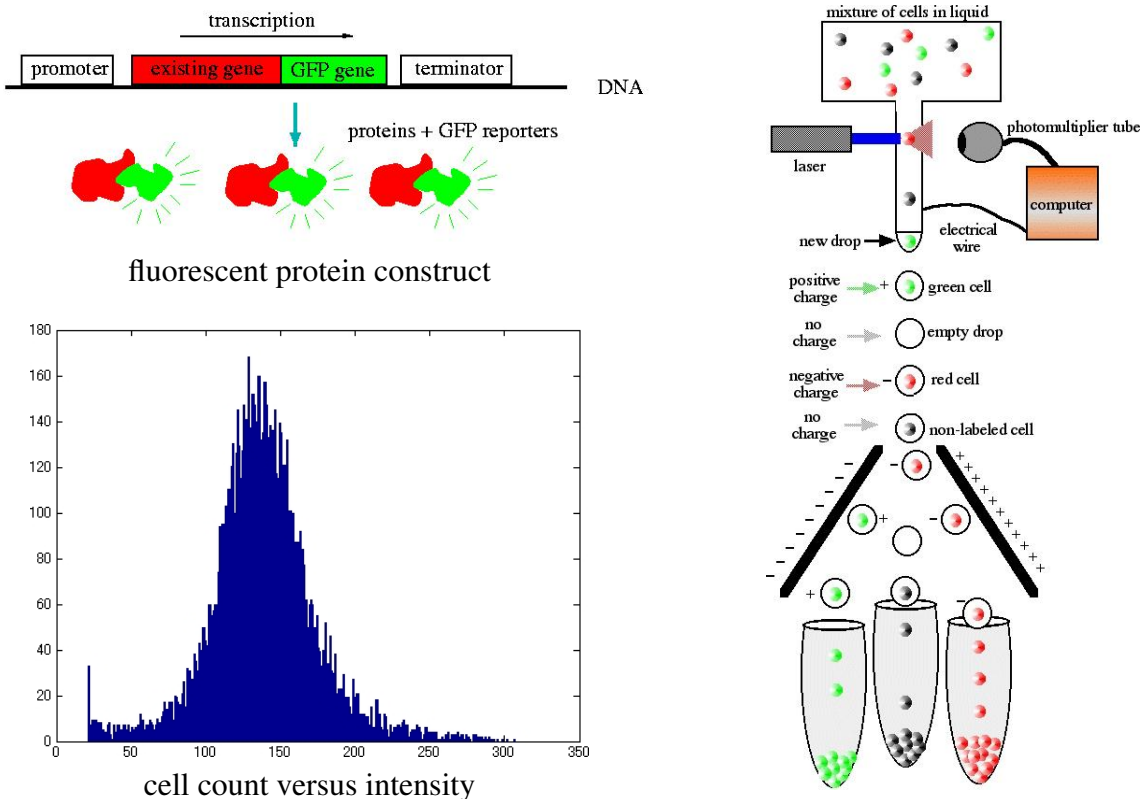 transcription
promoter existing gene GFP gene terminator
DNA
proteins + GFP reporters
fluorescent protein construct
180
160
140
120
100
80
60
40
20
0
0 50 100 150 200 250 300 350
cell count versus intensity
mixture of cells in liquid
photomultiplier tube
laser
computer
new drop
electrical
wire
positive
charge
+
green cell
no
charge
empty drop
negative
charge
−
red cell
no
charge
non-labeled cell
− − − − − − − − − −
−
+ + + + + + + + + +
+
−
+
−